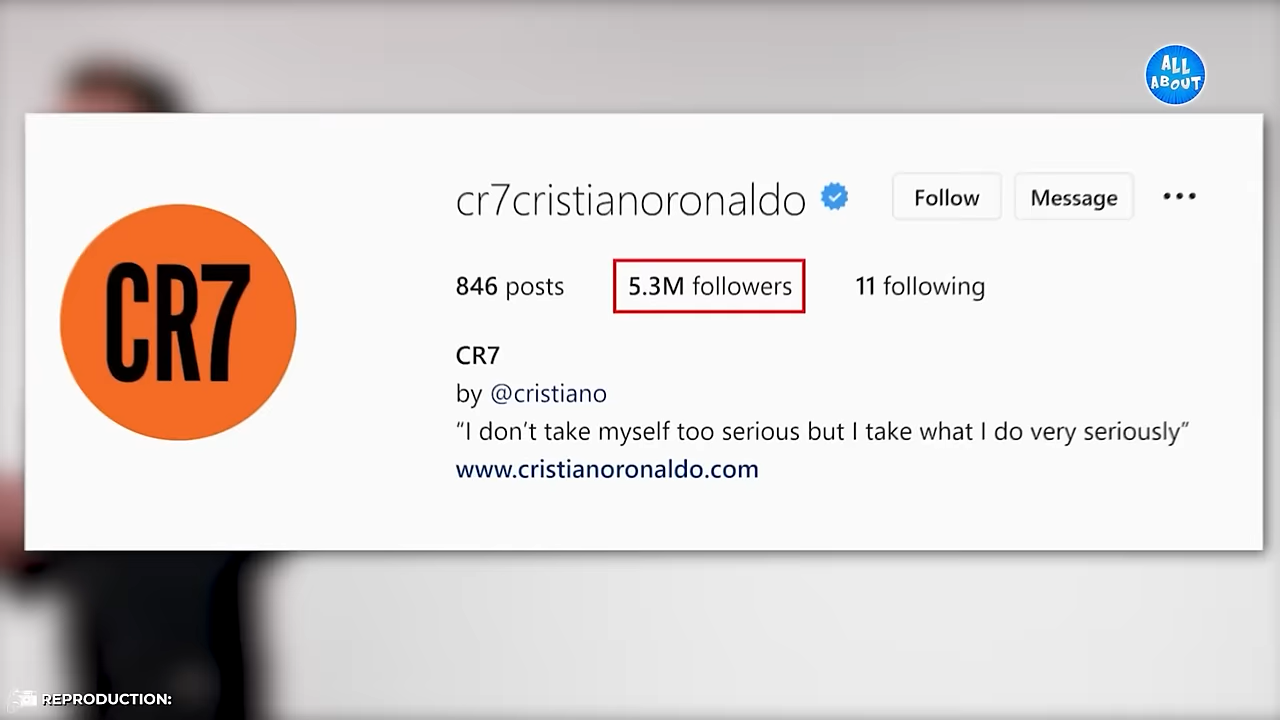 ALL
ABOUT
CR7
cr7cristianoronaldo Follow Message
846 posts 5.3M followers 11 following
CR7
by @cristiano
“I don’t take myself too serious but I take what I do very seriously”
www.cristianoronaldo.com
REPRODUCTION: